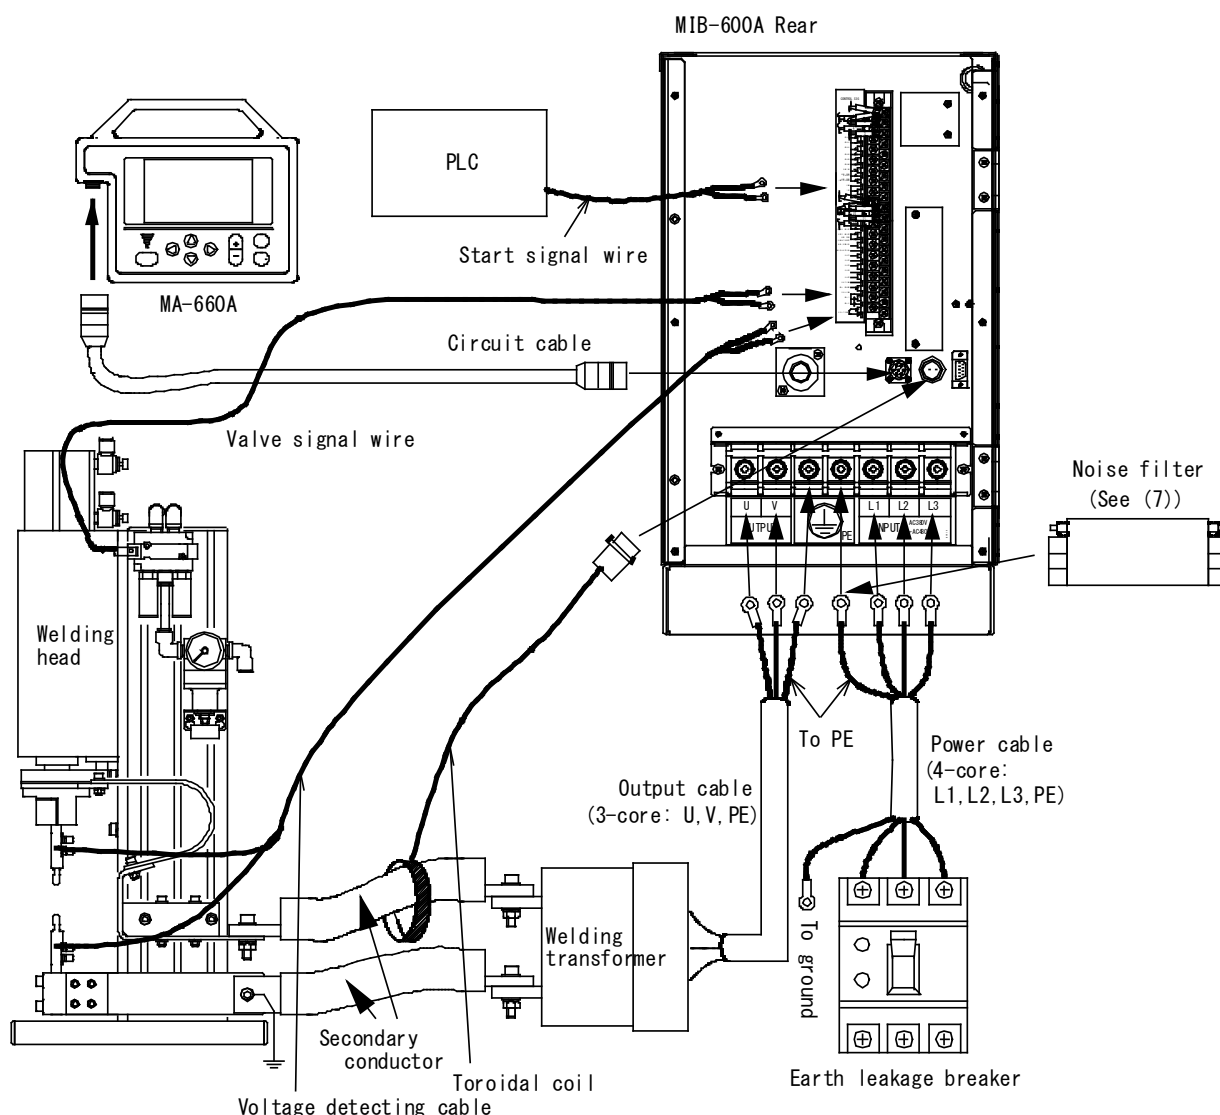 MIB-600A Rear
PLC
Start signal wire
MA-660A
Circuit cable
Valve signal wire
Noise filter
(See (7))
U
V
L1
L2
L3
PE
Welding
head
To PE
Power cable
(4-core:
L1,L2,L3,PE)
Output cable
(3-core: U,V,PE)
To ground
Welding
transformer
Secondary
conductor
Toroidal coil
Earth leakage breaker
Voltage detecting cable